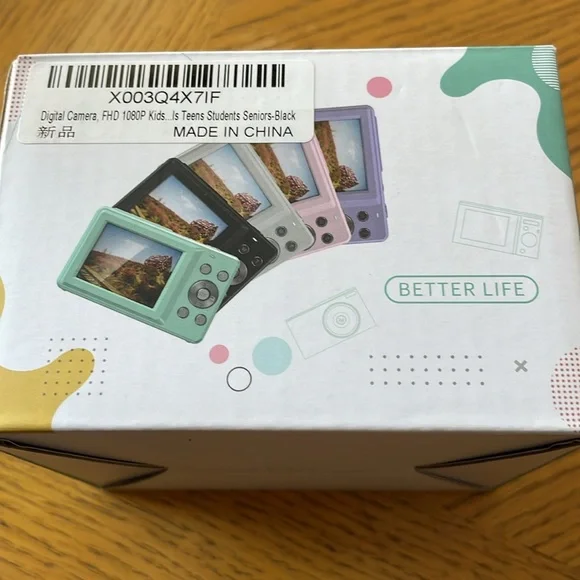 X003Q4X7IF
Digital Camera, FHD 1080P Kids...ls Teens Students Seniors-Black
新品 MADE IN CHINA
BETTER LIFE